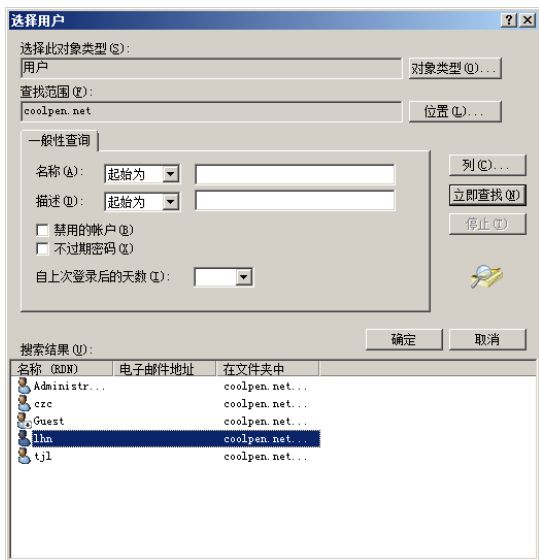 选择用户
选择此对象类型(S):
用户
对象类型(O)...
查找范围(F):
coolpen.net
位置(L)...
一般性查询
名称(A): 起始为
描述(D): 起始为
禁用的帐户(B)
不过期密码(X)
自上次登录后的天数(I):
列(C)...
立即查找(N)
停止(T)
确定 取消
搜索结果(U):
名称 (RDN) 电子邮件地址 在文件夹中
Administr... coolpen.net...
czc coolpen.net...
Guest coolpen.net...
lhn coolpen.net...
tjl coolpen.net...